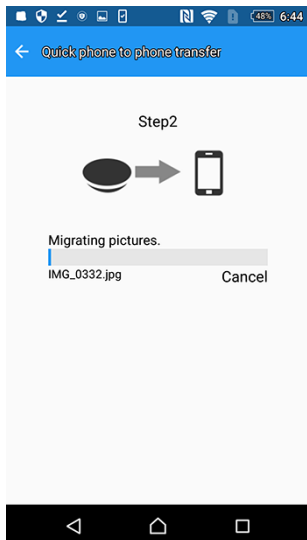 48% 6:44
Quick phone to phone transfer
Step2
Migrating pictures.
IMG_0332.jpg
Cancel